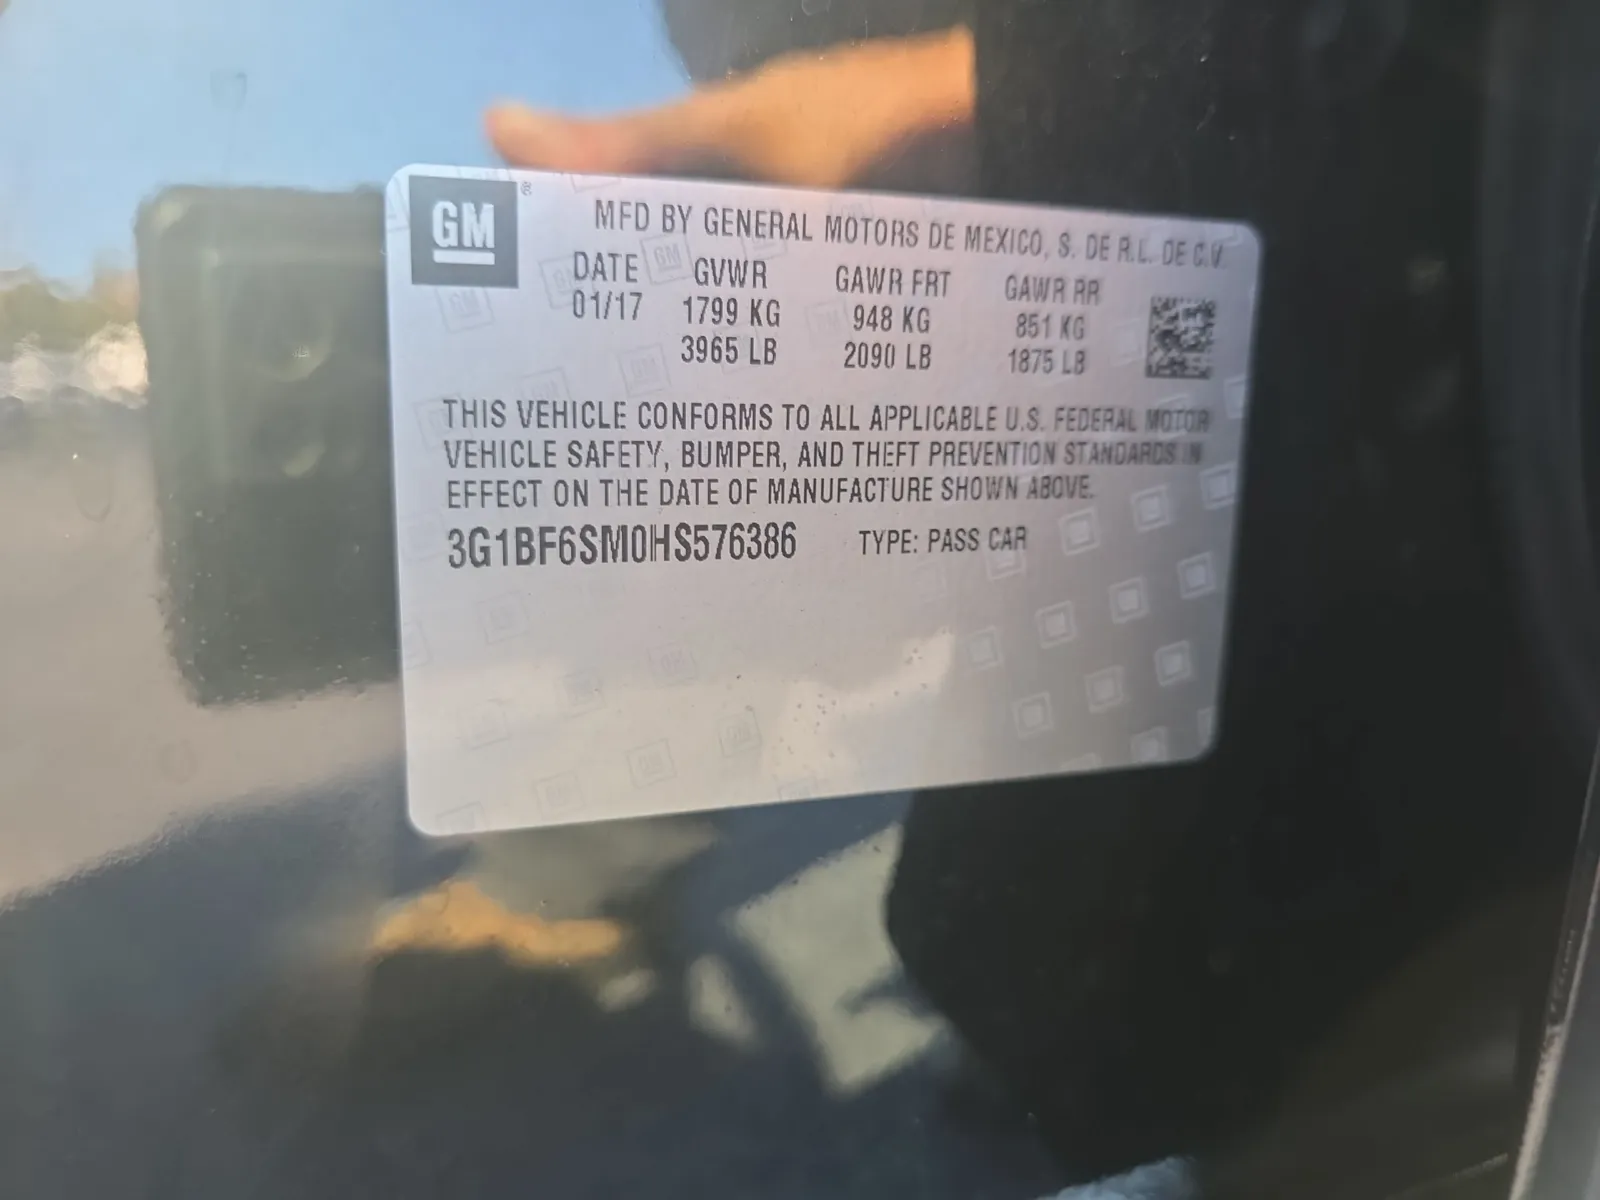 GM ®
MFD BY GENERAL MOTORS DE MEXICO, S. DE R.L. DE C.V.
DATE GVWR GAWR FRT GAWR RR
01/17 1799 KG 948 KG 851 KG
3965 LB 2090 LB 1875 LB
THIS VEHICLE CONFORMS TO ALL APPLICABLE U.S. FEDERAL MOTOR
VEHICLE SAFETY, BUMPER, AND THEFT PREVENTION STANDARDS IN
EFFECT ON THE DATE OF MANUFACTURE SHOWN ABOVE.
3G1BF6SM0HS576386 TYPE: PASS CAR